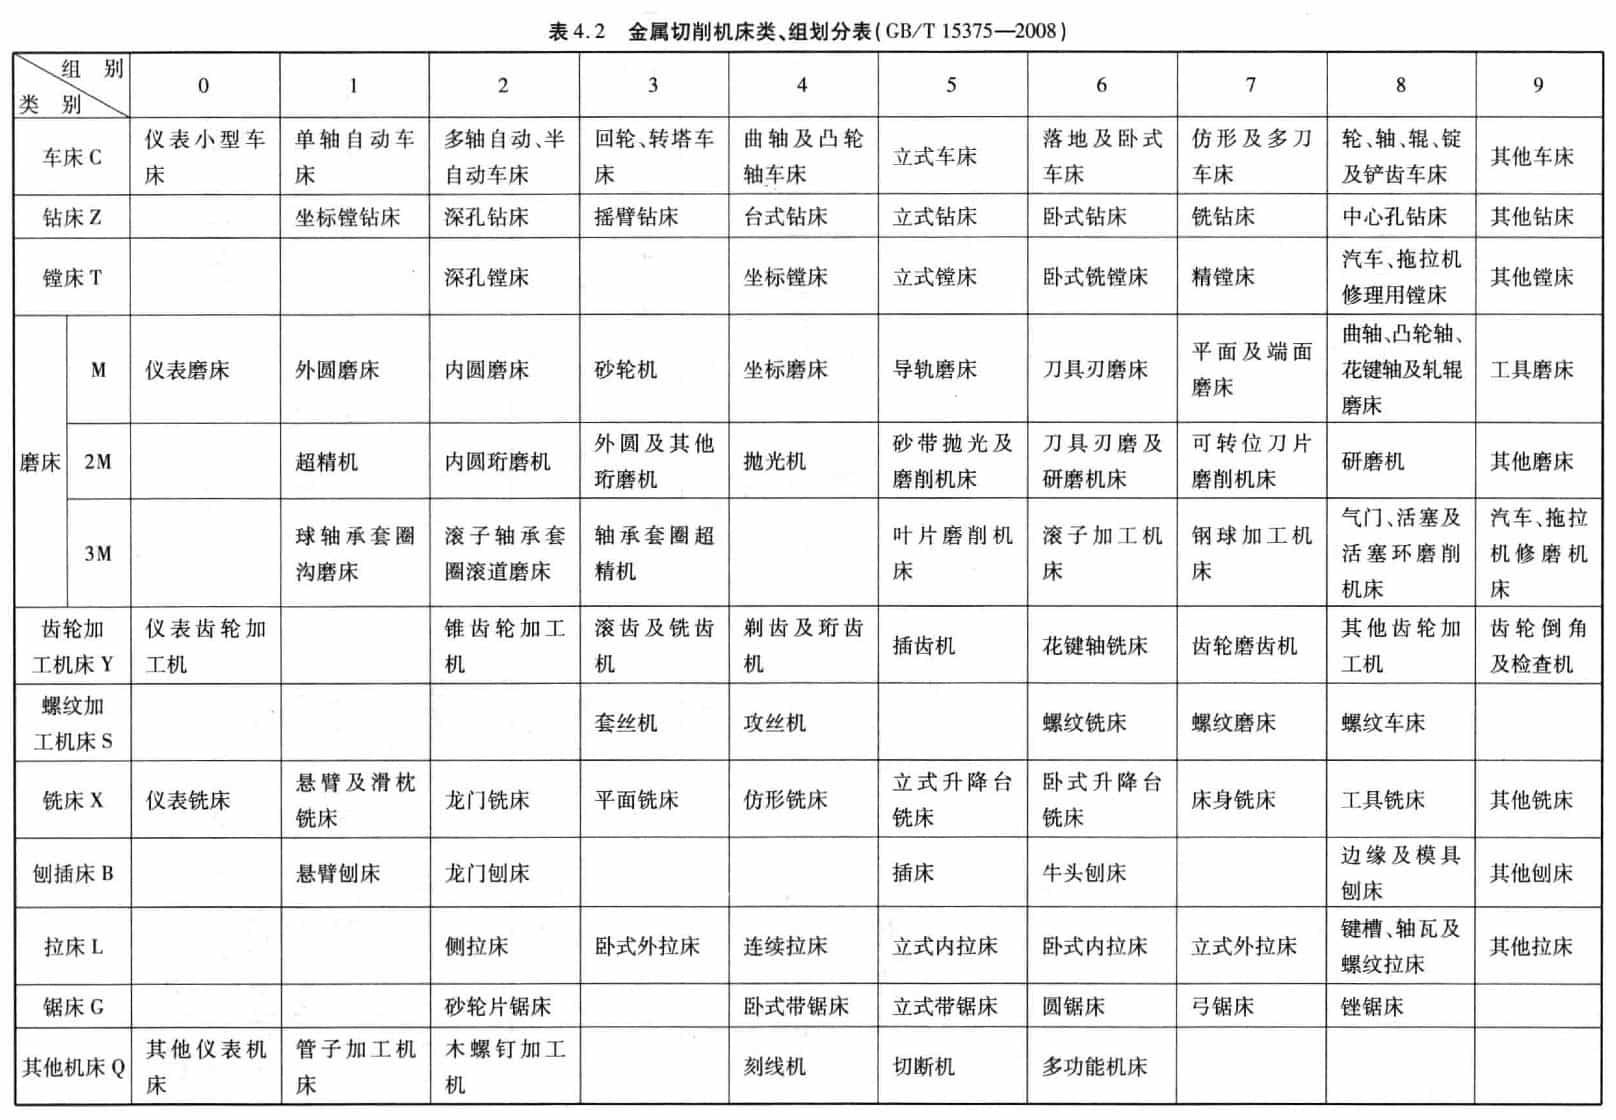 表 4.2 金属切削机床类、组划分表(GB/T 15375—2008)
组 别
类 别
0 1 2 3 4 5 6 7 8 9
车床 C
仪表小型车
床
单轴自动车
床
多轴自动、半
自动车床
回轮、转塔车
床
曲轴及凸轮
轴车床
立式车床
落地及卧式
车床
仿形及多刀
车床
轮、轴、辊、锭
及铲齿车床
其他车床
钻床 Z
坐标镗钻床
深孔钻床
摇臂钻床
台式钻床
立式钻床
卧式钻床
铣钻床
中心孔钻床
其他钻床
镗床 T
深孔镗床
坐标镗床
立式镗床
卧式铣镗床
精镗床
汽车、拖拉机
修理用镗床
其他镗床
磨床
M
仪表磨床
外圆磨床
内圆磨床
砂轮机
坐标磨床
导轨磨床
刀具刃磨床
平面及端面
磨床
曲轴、凸轮轴、
花键轴及轧辊
磨床
工具磨床
2M
超精机
内圆珩磨机
外圆及其他
珩磨机
抛光机
砂带抛光及
磨削机床
刀具刃磨及
研磨机床
可转位刀片
磨削机床
研磨机
其他磨床
3M
球轴承套圈
沟磨床
滚子轴承套
圈滚道磨床
轴承套圈超
精机
叶片磨削机
床
滚子加工机
床
钢球加工机
床
气门、活塞及
活塞环磨削
机床
汽车、拖拉
机修磨机
床
齿轮加
工机床 Y
仪表齿轮加
工机
锥齿轮加工
机
滚齿及铣齿
机
剃齿及珩齿
机
插齿机
花键轴铣床
齿轮磨齿机
其他齿轮加
工机
齿轮倒角
及检查机
螺纹加
工机床 S
套丝机
攻丝机
螺纹铣床
螺纹磨床
螺纹车床
铣床 X
仪表铣床
悬臂及滑枕
铣床
龙门铣床
平面铣床
仿形铣床
立式升降台
铣床
卧式升降台
铣床
床身铣床
工具铣床
其他铣床
刨插床 B
悬臂刨床
龙门刨床
插床
牛头刨床
边缘及模具
刨床
其他刨床
拉床 L
侧拉床
卧式外拉床
连续拉床
立式内拉床
卧式内拉床
立式外拉床
键槽、轴瓦及
螺纹拉床
其他拉床
锯床 G
砂轮片锯床
卧式带锯床
立式带锯床
圆锯床
弓锯床
锉锯床
其他机床 Q
其他仪表机
床
管子加工机
床
木螺钉加工
机
刻线机
切断机
多功能机床